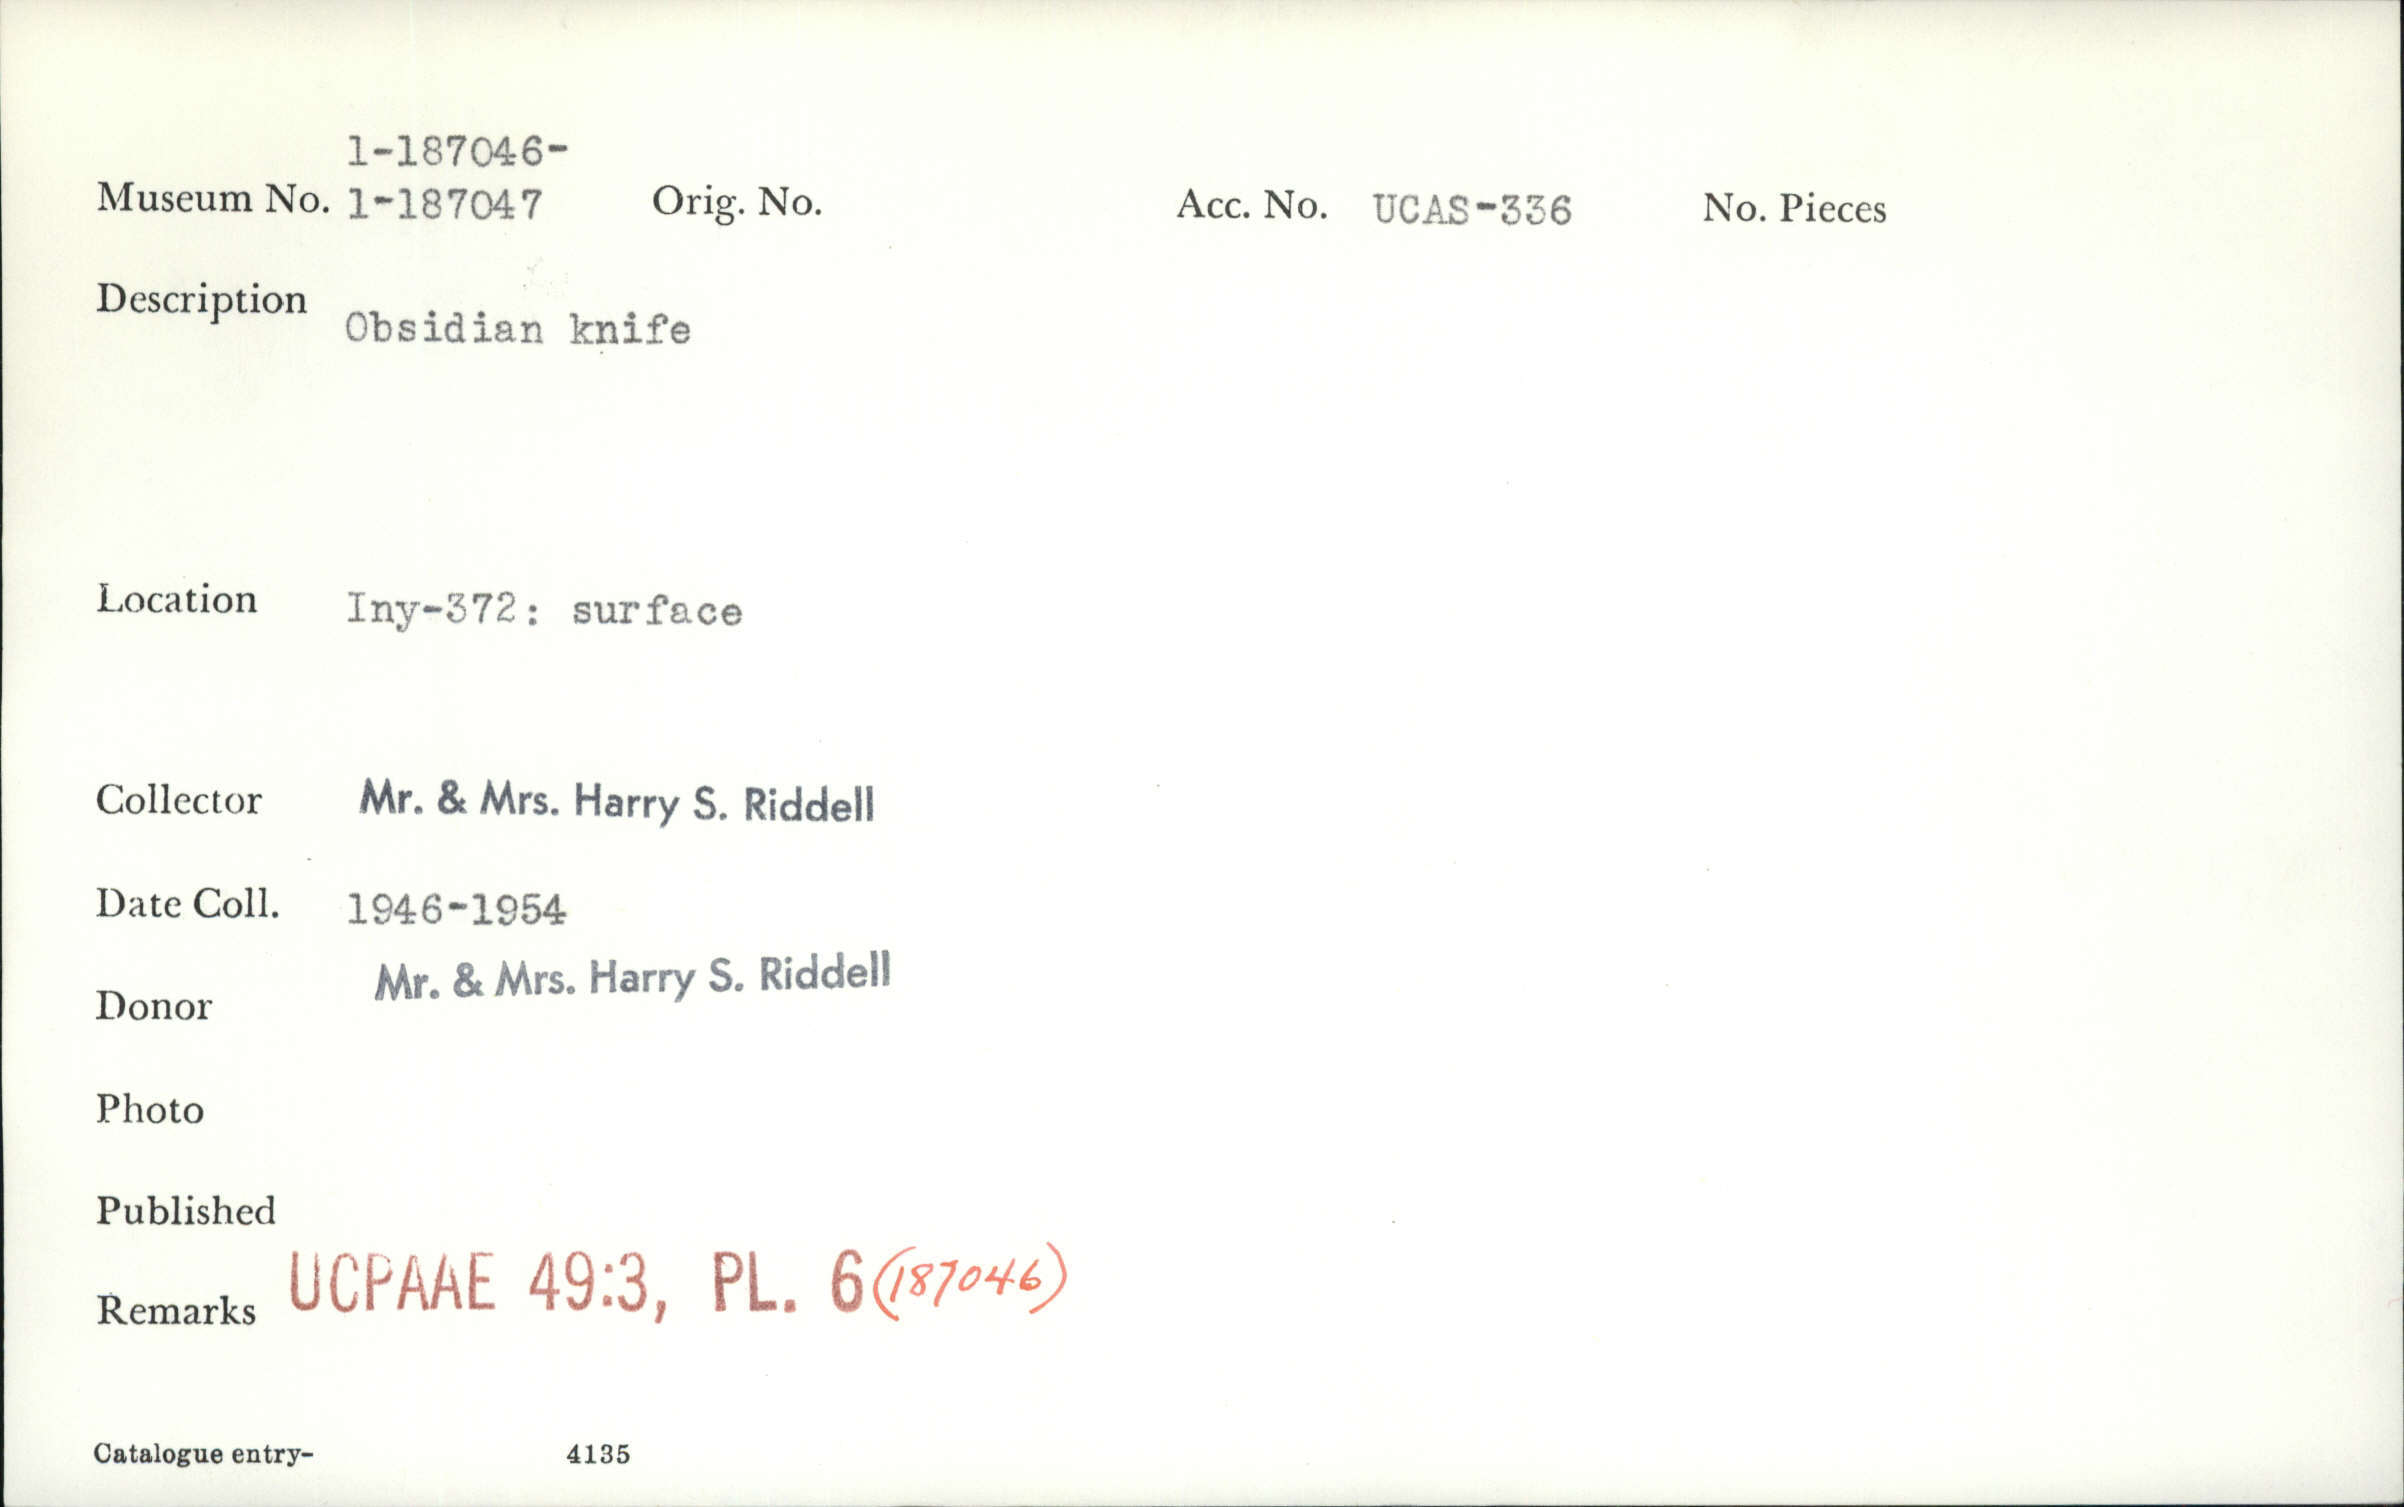 1-187046-
Museum No. 1-187047 Orig. No. Acc. No. UCAS-336 No. Pieces
Description Obsidian knife
Location Iny-372: surface
Collector Mr. & Mrs. Harry S. Riddell
Date Coll. 1946-1954
Donor Mr. & Mrs. Harry S. Riddell
Photo
Published
Remarks UCPAAE 49:3, PL. 6 (187046)
Catalogue entry- 4135